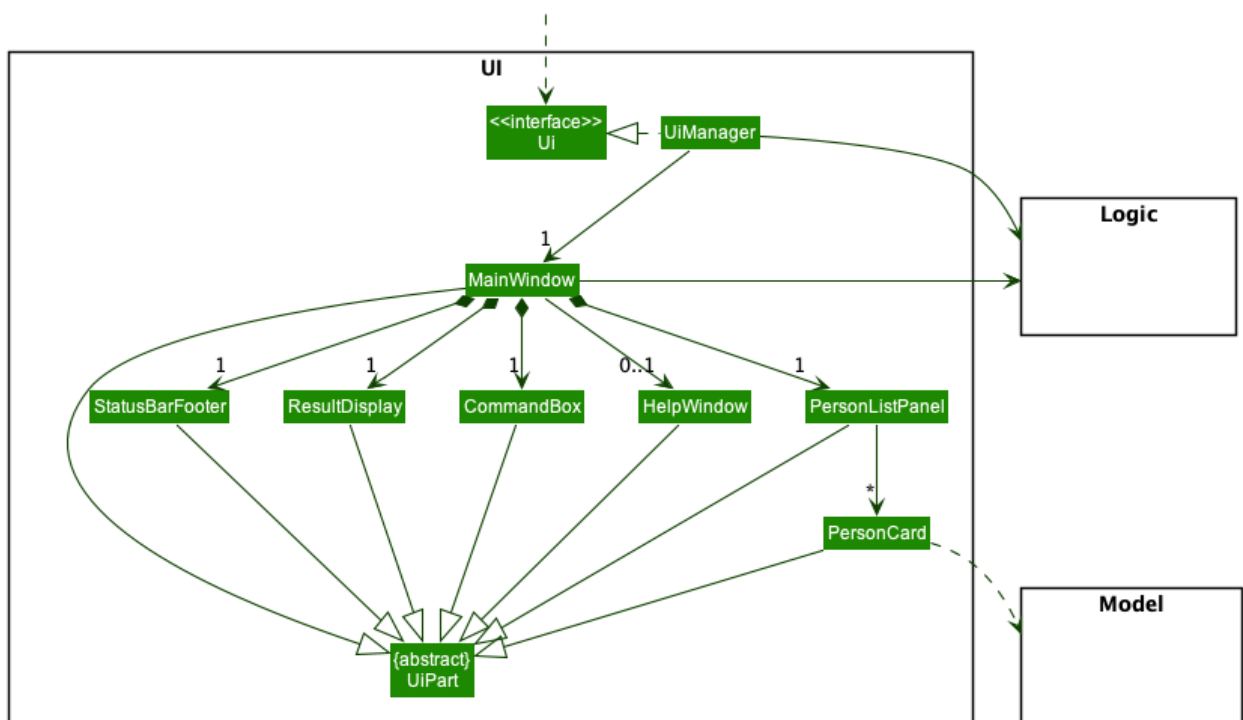 UI
<<interface>>
Ui
UiManager
Logic
1
MainWindow
1
1
1
0..1
1
StatusBarFooter
ResultDisplay
CommandBox
HelpWindow
PersonListPanel
*
PersonCard
Model
{abstract}
UiPart